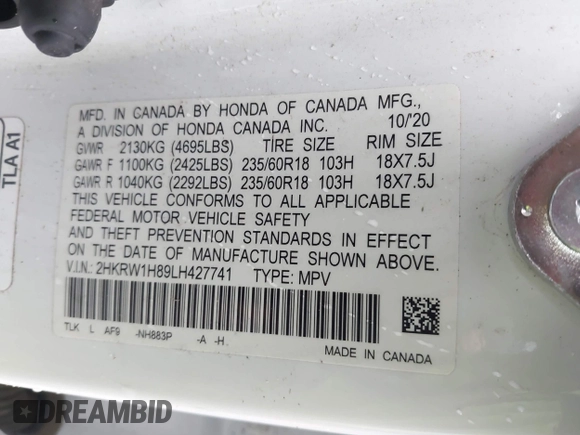 TLA A1
MFD. IN CANADA BY HONDA OF CANADA MFG.,
A DIVISION OF HONDA CANADA INC. 10/'20
GVWR 2130KG (4695LBS) TIRE SIZE RIM SIZE
GAWR F 1100KG (2425LBS) 235/60R18 103H 18X7.5J
GAWR R 1040KG (2292LBS) 235/60R18 103H 18X7.5J
THIS VEHICLE CONFORMS TO ALL APPLICABLE
FEDERAL MOTOR VEHICLE SAFETY
AND THEFT PREVENTION STANDARDS IN EFFECT
ON THE DATE OF MANUFACTURE SHOWN ABOVE.
V.I.N.: 2HKRW1H89LH427741 TYPE: MPV
TLK L AF9 -NH883P -A -H
MADE IN CANADA
DREAMBID